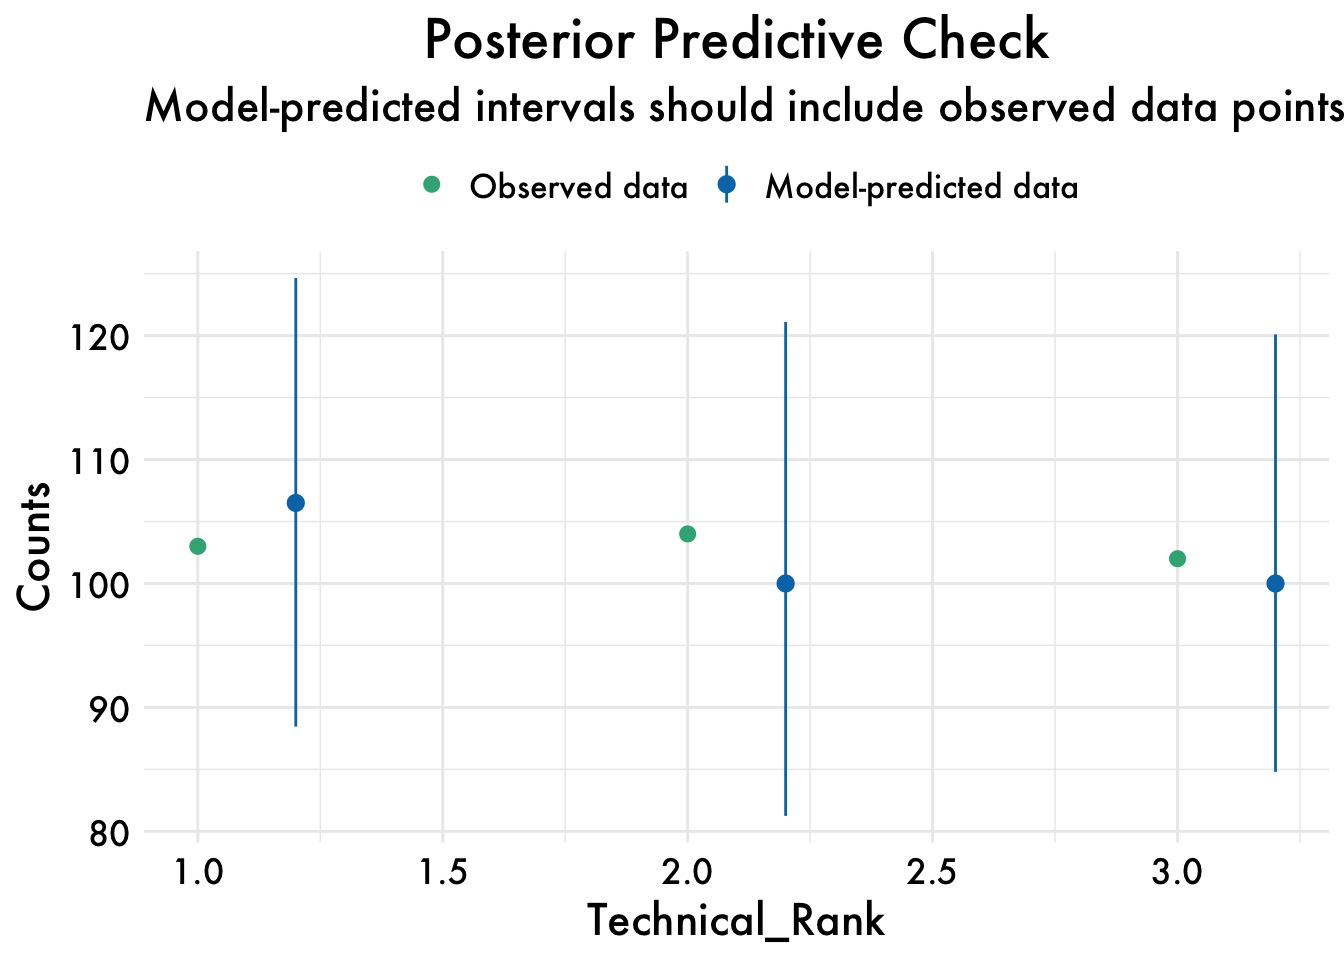 Posterior Predictive Check
Model-predicted intervals should include observed data points
Observed data
Model-predicted data
Counts
120
110
100
90
80
1.0
1.5
2.0
2.5
3.0
Technical_Rank